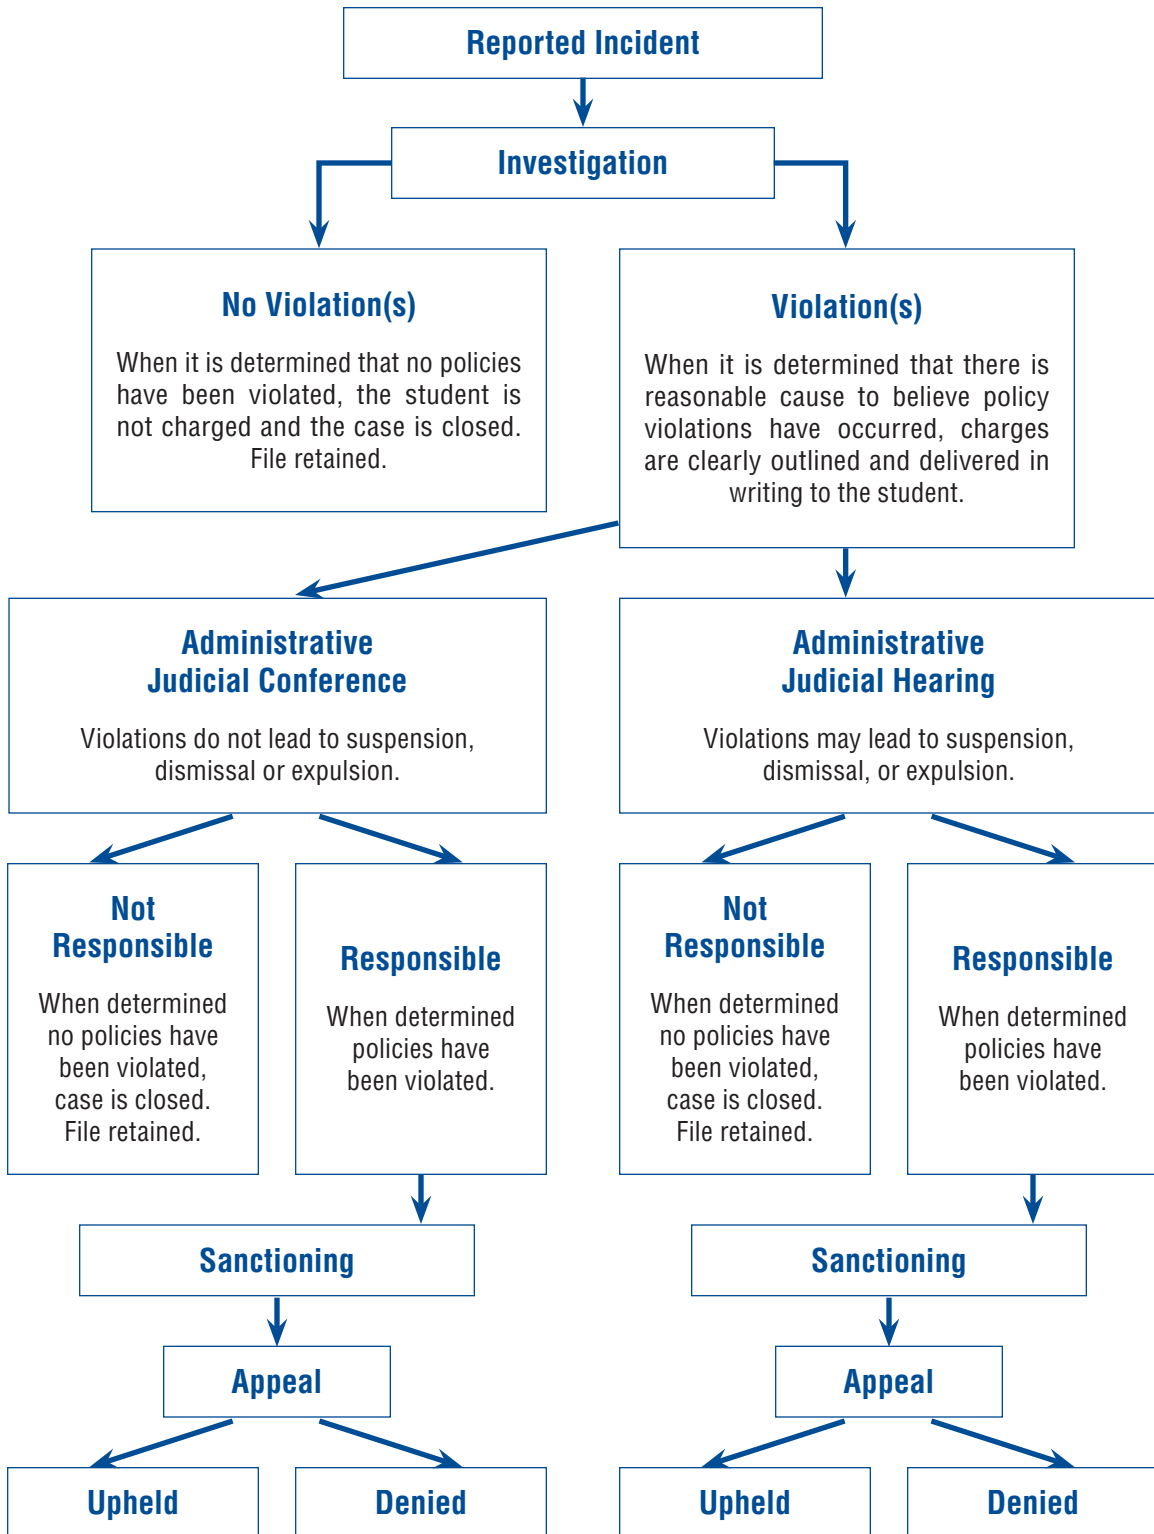 Reported Incident
Investigation
No Violation(s)
When it is determined that no policies
have been violated, the student is
not charged and the case is closed.
File retained.
Violation(s)
When it is determined that there is
reasonable cause to believe policy
violations have occurred, charges
are clearly outlined and delivered in
writing to the student.
Administrative
Judicial Conference
Violations do not lead to suspension,
dismissal or expulsion.
Administrative
Judicial Hearing
Violations may lead to suspension,
dismissal, or expulsion.
Not
Responsible
When determined
no policies have
been violated,
case is closed.
File retained.
Responsible
When determined
policies have
been violated.
Not
Responsible
When determined
no policies have
been violated,
case is closed.
File retained.
Responsible
When determined
policies have
been violated.
Sanctioning
Sanctioning
Appeal
Appeal
Upheld
Denied
Upheld
Denied